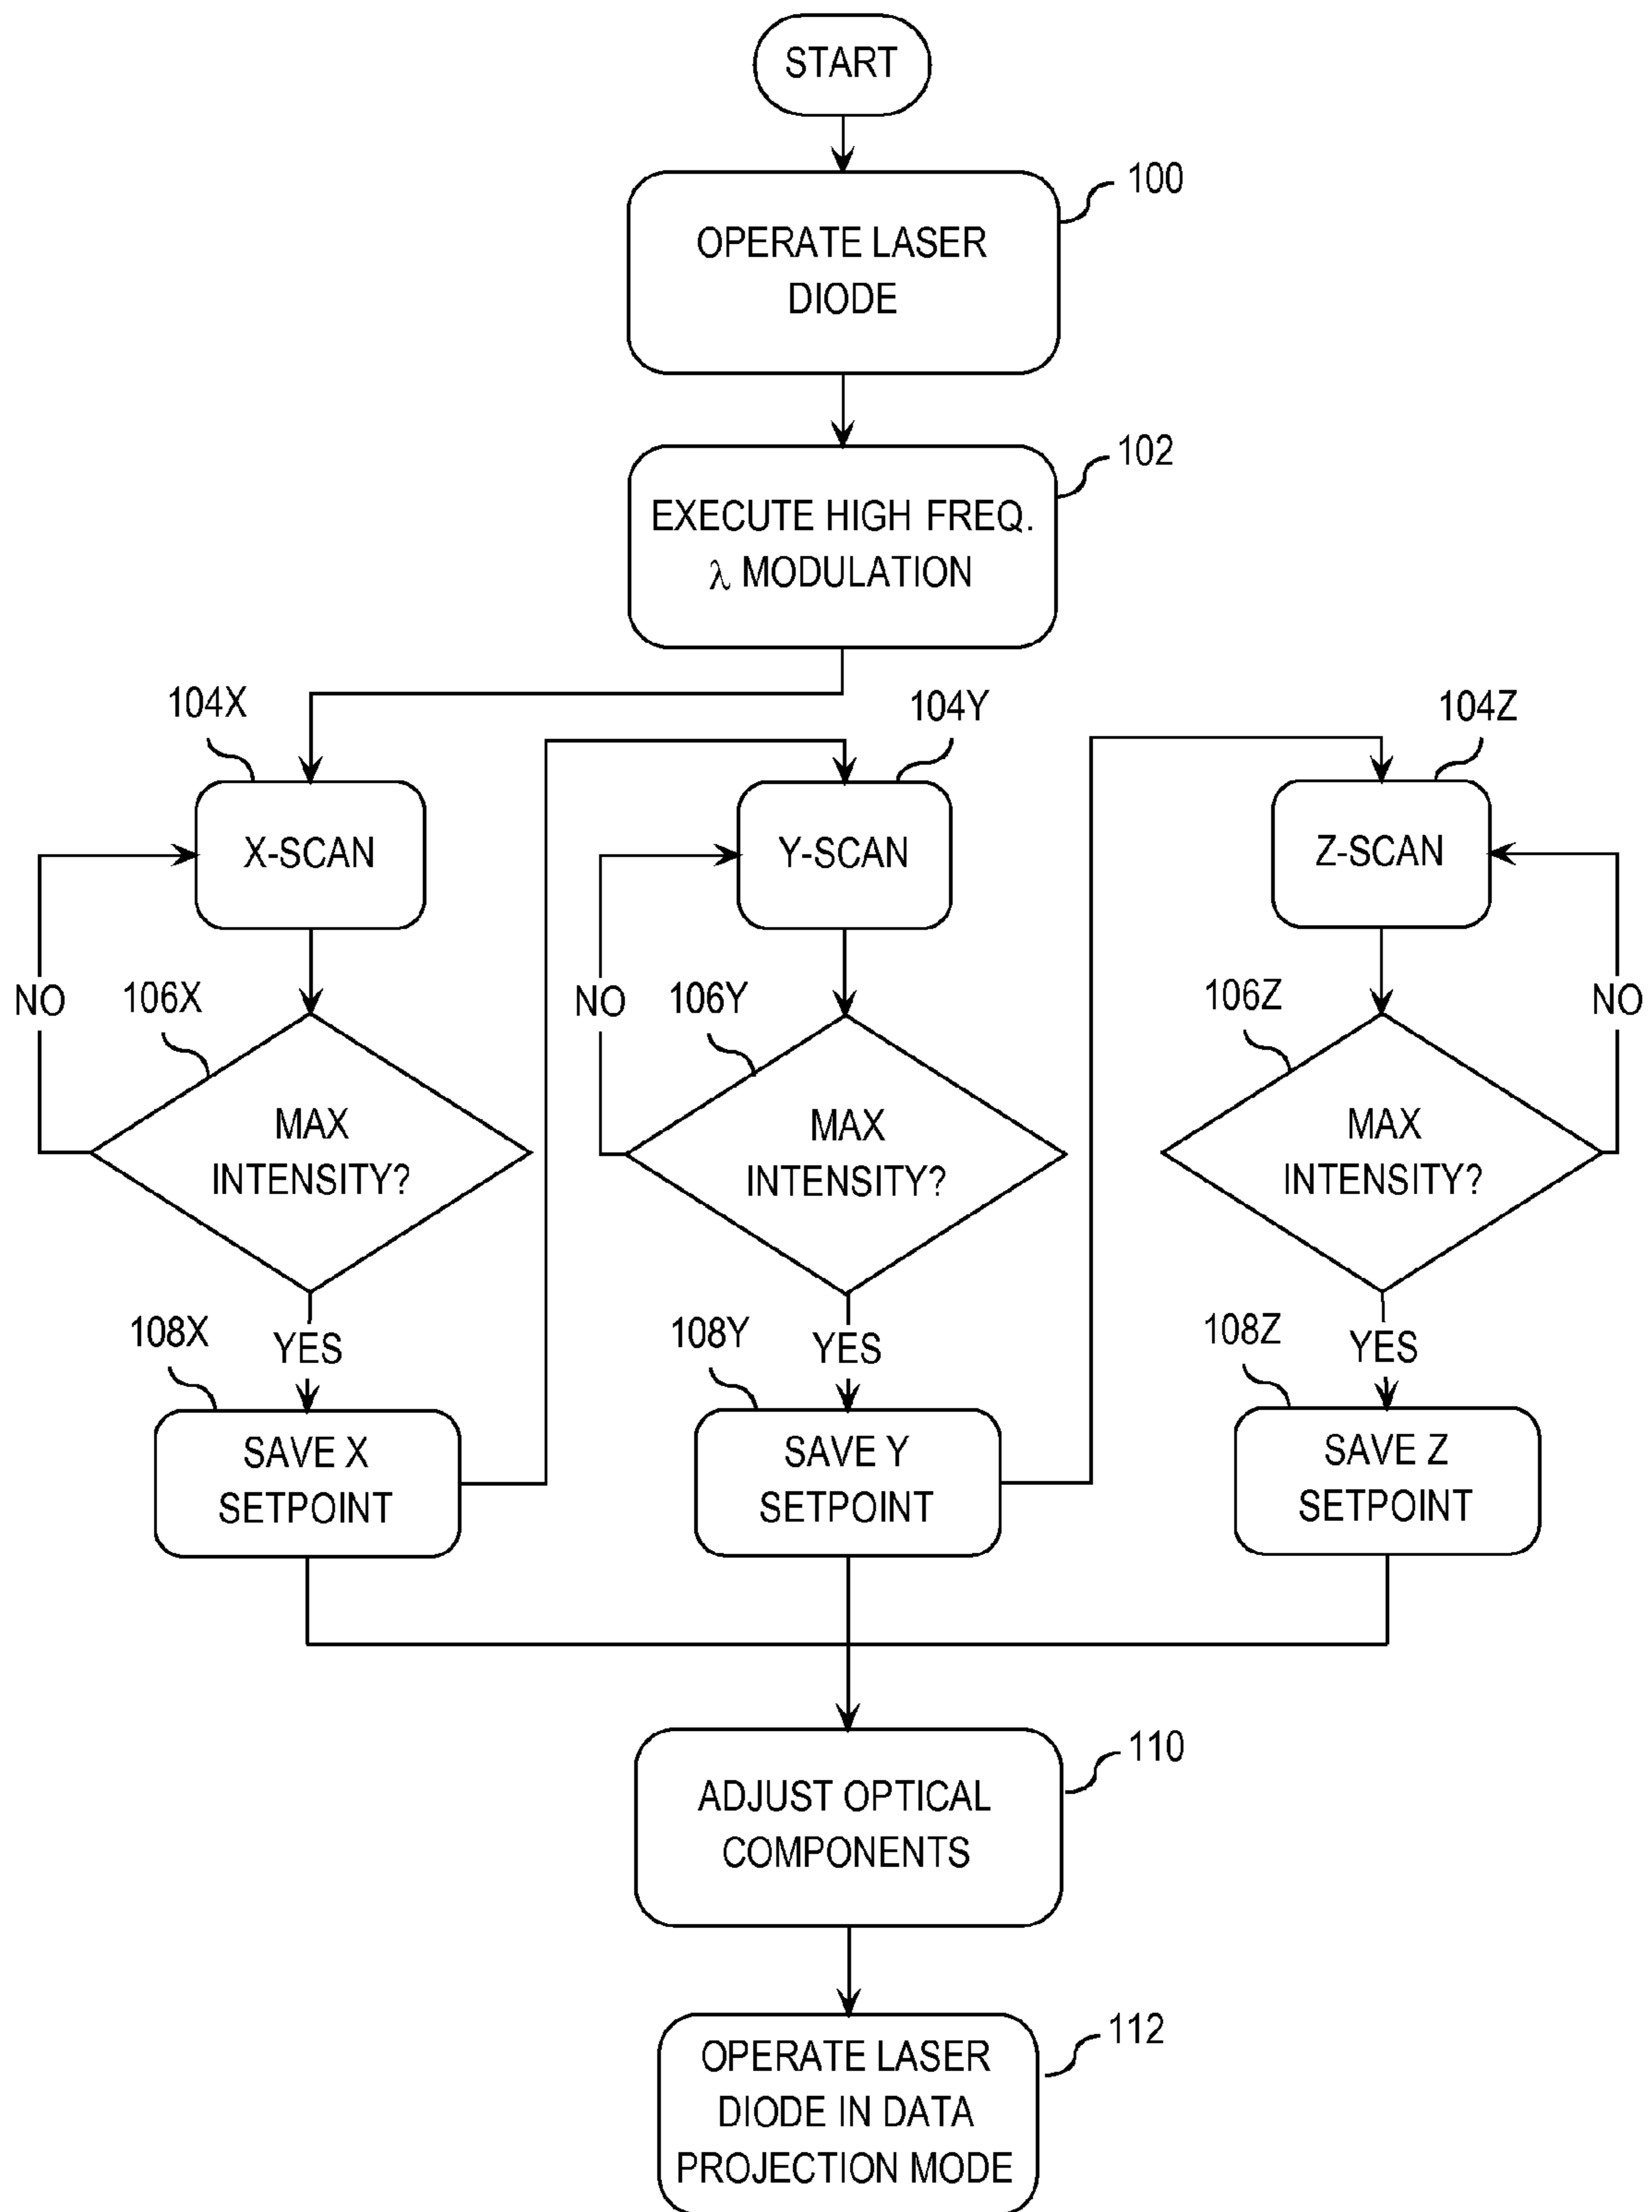 START
100
OPERATE LASER
DIODE
102
EXECUTE HIGH FREQ.
λ MODULATION
104X
104Y
104Z
X-SCAN
Y-SCAN
Z-SCAN
NO
106X
NO
106Y
106Z
NO
MAX
INTENSITY?
MAX
INTENSITY?
MAX
INTENSITY?
108X
YES
108Y
YES
108Z
YES
SAVE X
SETPOINT
SAVE Y
SETPOINT
SAVE Z
SETPOINT
110
ADJUST OPTICAL
COMPONENTS
112
OPERATE LASER
DIODE IN DATA
PROJECTION MODE